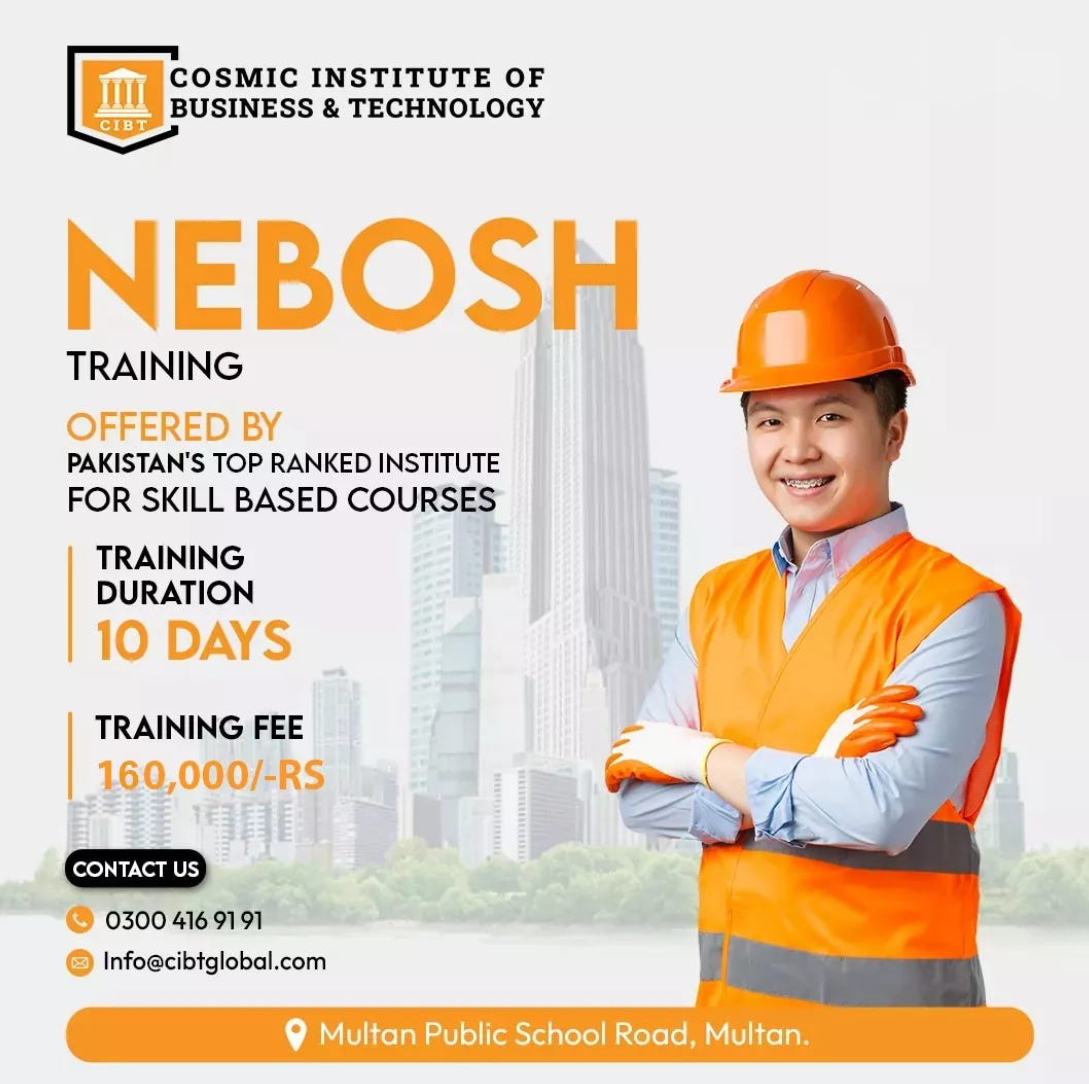 COSMIC INSTITUTE OF
BUSINESS & TECHNOLOGY
CIBT
NEBOSH
TRAINING
OFFERED BY
PAKISTAN'S TOP RANKED INSTITUTE
FOR SKILL BASED COURSES
TRAINING
DURATION
10 DAYS
TRAINING FEE
160,000/-RS
CONTACT US
0300 416 91 91
Info@cibtglobal.com
Multan Public School Road, Multan.